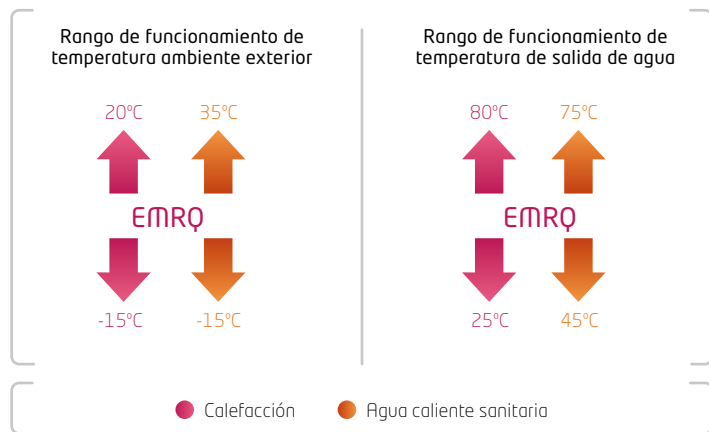 Rango de funcionamiento de
temperatura ambiente exterior
20ºC 35ºC
EMRQ
-15ºC -15ºC
Rango de funcionamiento de
temperatura de salida de agua
80ºC 75ºC
EMRQ
25ºC 45ºC
Calefacción Agua caliente sanitaria